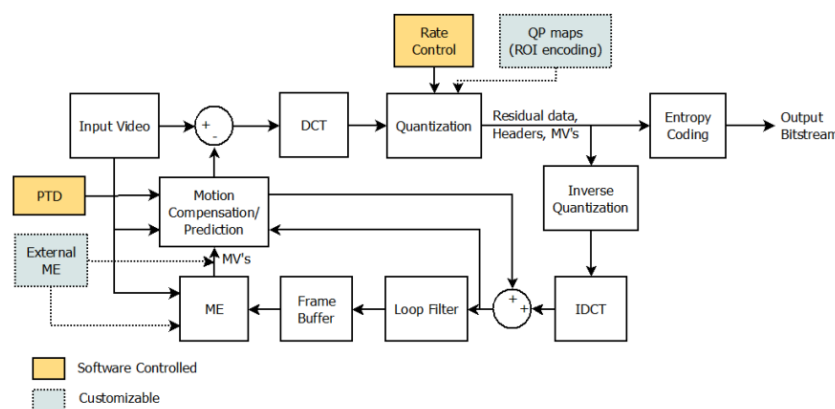 Rate
Control
QP maps
(ROI encoding)
Input Video
+
-
DCT
Quantization
Residual data,
Headers, MV's
Entropy
Coding
Output
Bitstream
PTD
Motion
Compensation/
Prediction
Inverse
Quantization
External
ME
MV's
ME
Frame
Buffer
Loop Filter
+
+
IDCT
Software Controlled
Customizable